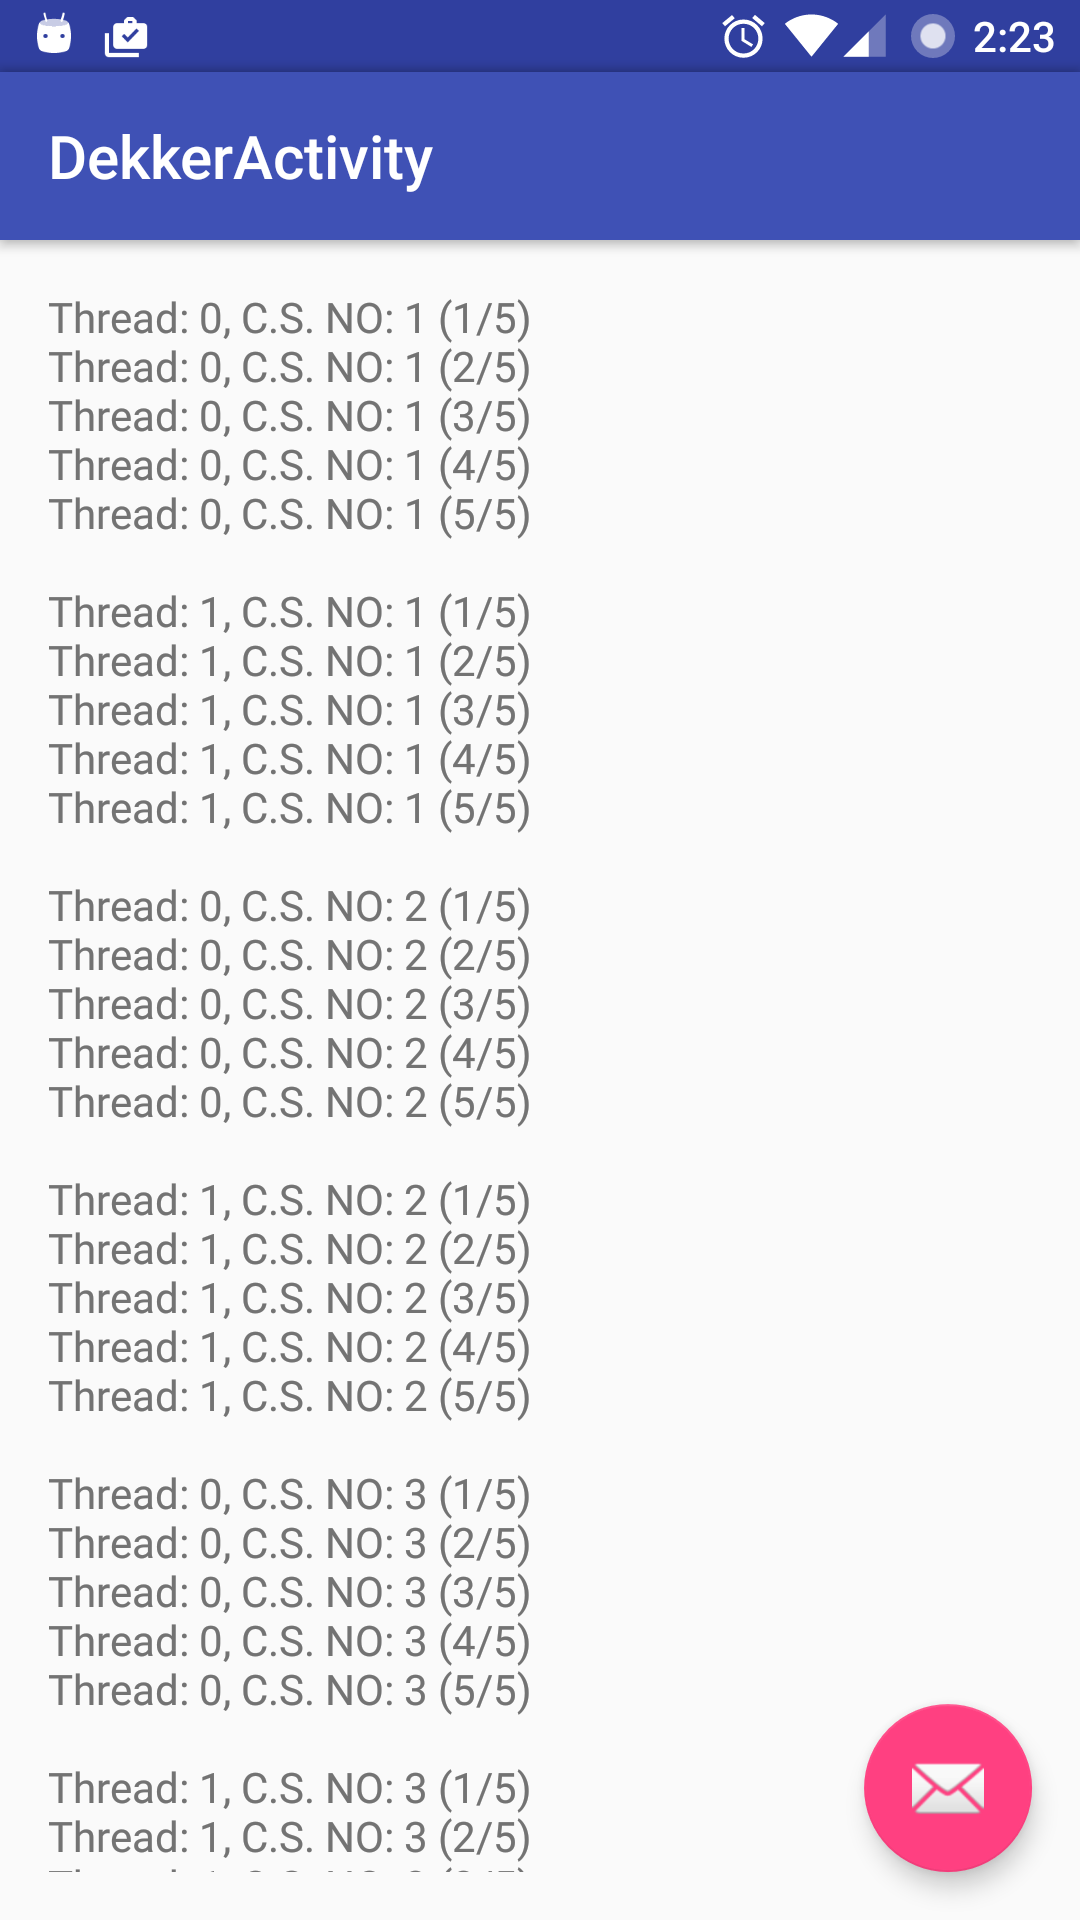 2:23
DekkerActivity
Thread: 0, C.S. NO: 1 (1/5)
Thread: 0, C.S. NO: 1 (2/5)
Thread: 0, C.S. NO: 1 (3/5)
Thread: 0, C.S. NO: 1 (4/5)
Thread: 0, C.S. NO: 1 (5/5)
Thread: 1, C.S. NO: 1 (1/5)
Thread: 1, C.S. NO: 1 (2/5)
Thread: 1, C.S. NO: 1 (3/5)
Thread: 1, C.S. NO: 1 (4/5)
Thread: 1, C.S. NO: 1 (5/5)
Thread: 0, C.S. NO: 2 (1/5)
Thread: 0, C.S. NO: 2 (2/5)
Thread: 0, C.S. NO: 2 (3/5)
Thread: 0, C.S. NO: 2 (4/5)
Thread: 0, C.S. NO: 2 (5/5)
Thread: 1, C.S. NO: 2 (1/5)
Thread: 1, C.S. NO: 2 (2/5)
Thread: 1, C.S. NO: 2 (3/5)
Thread: 1, C.S. NO: 2 (4/5)
Thread: 1, C.S. NO: 2 (5/5)
Thread: 0, C.S. NO: 3 (1/5)
Thread: 0, C.S. NO: 3 (2/5)
Thread: 0, C.S. NO: 3 (3/5)
Thread: 0, C.S. NO: 3 (4/5)
Thread: 0, C.S. NO: 3 (5/5)
Thread: 1, C.S. NO: 3 (1/5)
Thread: 1, C.S. NO: 3 (2/5)